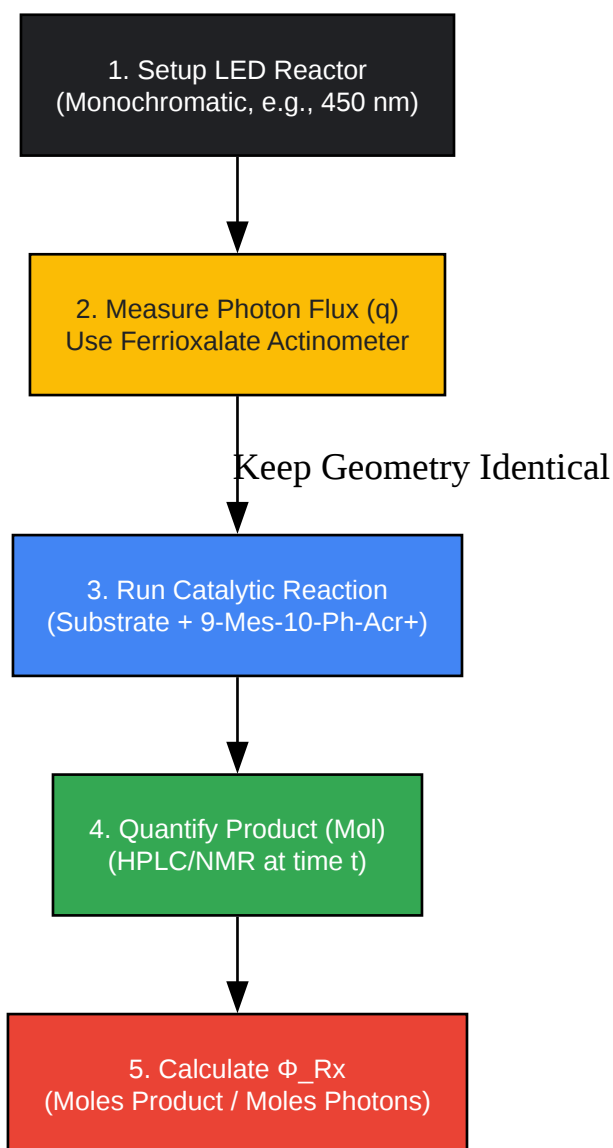 1. Setup LED Reactor
(Monochromatic, e.g., 450 nm)
2. Measure Photon Flux (q)
Use Ferrioxalate Actinometer
Keep Geometry Identical
3. Run Catalytic Reaction
(Substrate + 9-Mes-10-Ph-Acr+)
4. Quantify Product (Mol)
(HPLC/NMR at time t)
5. Calculate Φ_Rx
(Moles Product / Moles Photons)